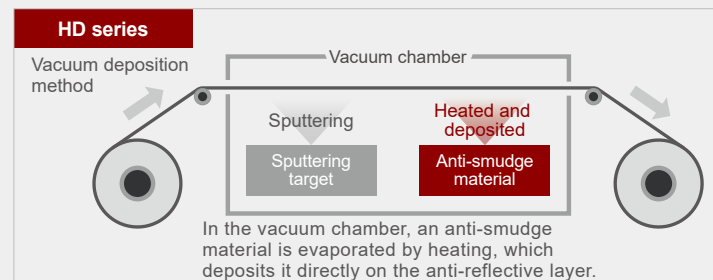 HD series
Vacuum deposition
method
Vacuum chamber
Sputtering
Heated and
deposited
Sputtering
target
Anti-smudge
material
In the vacuum chamber, an anti-smudge
material is evaporated by heating, which
deposits it directly on the anti-reflective layer.